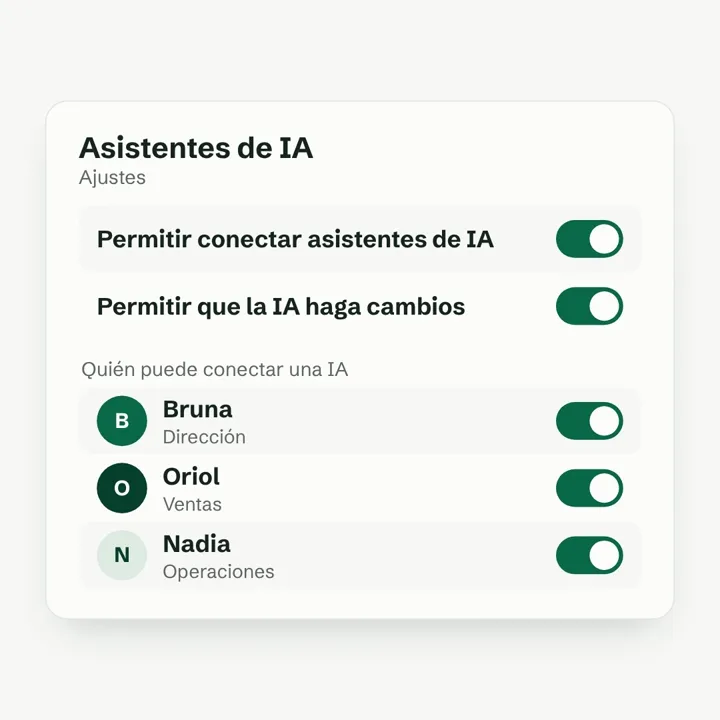 Asistentes de IA
Ajustes
Permitir conectar asistentes de IA
Permitir que la IA haga cambios
Quién puede conectar una IA
B
Bruna
Dirección
O
Oriol
Ventas
N
Nadia
Operaciones